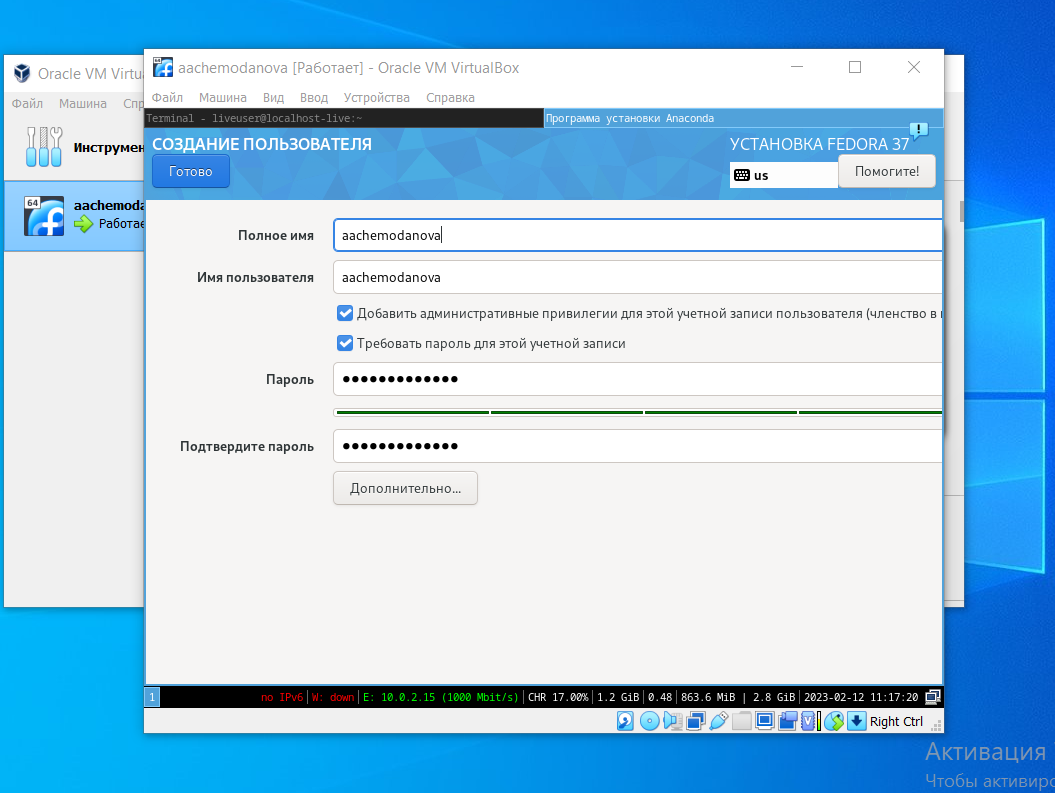 Oracle VM Virtu
Файл Машина Спр
Инструмен
64
aachemoda
Работае
64
aachemodanova [Работает] - Oracle VM VirtualBox
Файл Машина Вид Ввод Устройства Справка
Terminal - liveuser@localhost-live:~
Программа установки Anaconda
СОЗДАНИЕ ПОЛЬЗОВАТЕЛЯ
УСТАНОВКА FEDORA 37
Готово
us
Помогите!
Полное имя aachemodanova
Имя пользователя aachemodanova
Добавить административные привилегии для этой учетной записи пользователя (членство в
Требовать пароль для этой учетной записи
Пароль ●●●●●●●●●●●●●
Подтвердите пароль ●●●●●●●●●●●●●
Дополнительно...
1
no IPv6 | W: down | E: 10.0.2.15 (1000 Mbit/s) | CHR 17.00% | 1.2 GiB | 0.48 | 863.6 MiB | 2.8 GiB | 2023-02-12 11:17:20
Right Ctrl
Активация
Чтобы активиро